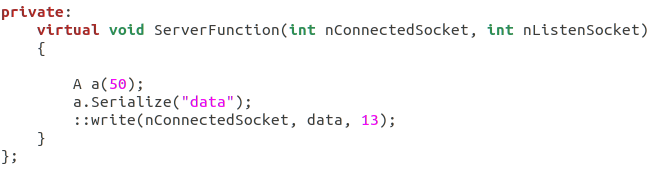 private:
    virtual void ServerFunction(int nConnectedSocket, int nListenSocket)
    {
        A a(50);
        a.Serialize("data");
        ::write(nConnectedSocket, data, 13);
    }
};